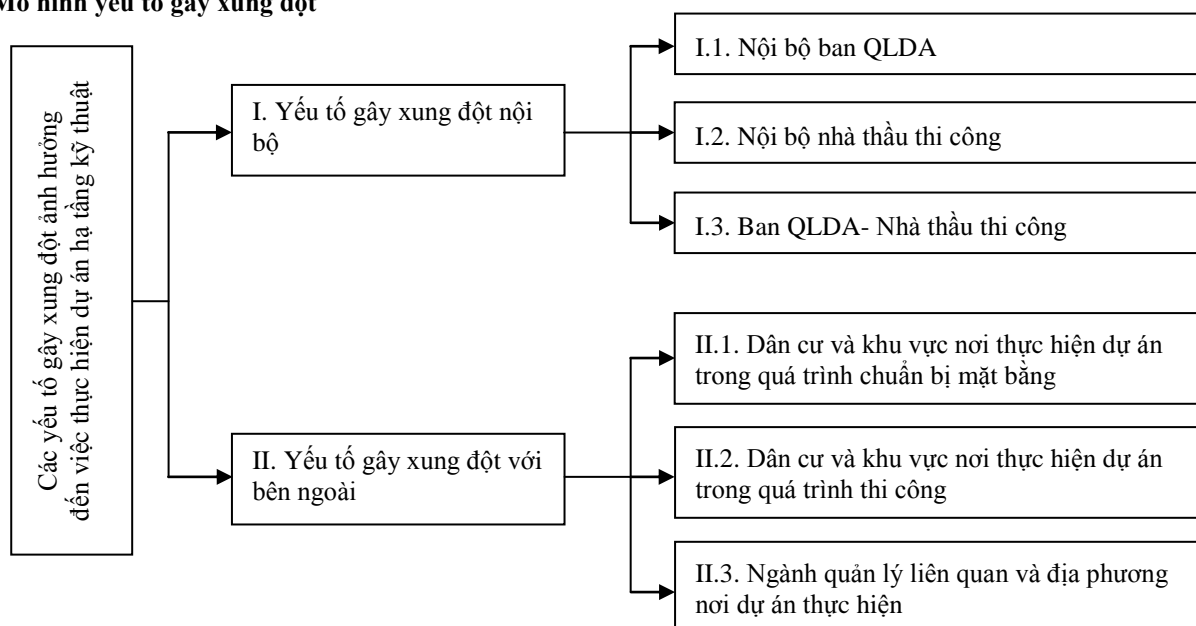 Mô hình yếu tố gây xung đột
Các yếu tố gây xung đột ảnh hưởng
đến việc thực hiện dự án hạ tầng kỹ thuật
I. Yếu tố gây xung đột nội
bộ
I.1. Nội bộ ban QLDA
I.2. Nội bộ nhà thầu thi công
I.3. Ban QLDA- Nhà thầu thi công
II. Yếu tố gây xung đột với
bên ngoài
II.1. Dân cư và khu vực nơi thực hiện dự án
trong quá trình chuẩn bị mặt bằng
II.2. Dân cư và khu vực nơi thực hiện dự án
trong quá trình thi công
II.3. Ngành quản lý liên quan và địa phương
nơi dự án thực hiện